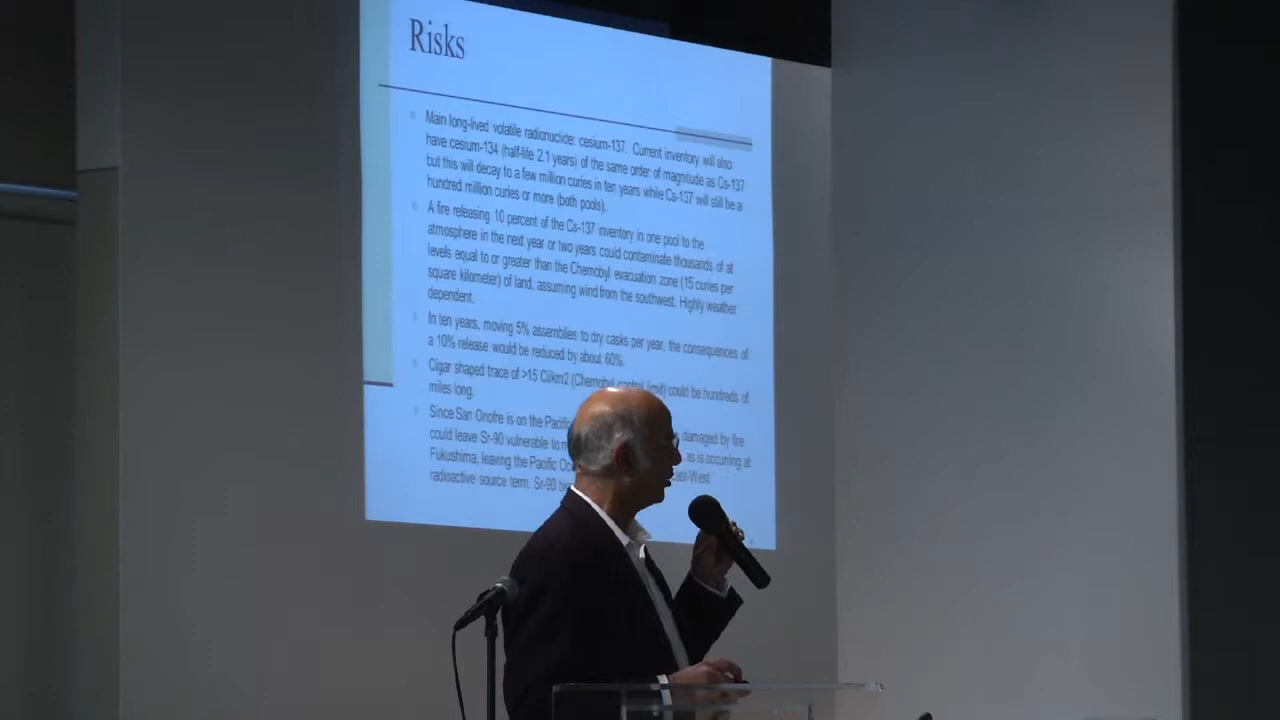 Risks
Main long-lived volatile radionuclide: cesium-137. Current inventory will also
have cesium-134 (half-life 2.1 years) of the same order of magnitude as Cs-137
but this will decay to a few million curies in ten years while Cs-137 will still be a
hundred million curies or more (both pools).
A fire releasing 10 percent of the Cs-137 inventory in one pool to the
atmosphere in the next year or two years could contaminate thousands of at
levels equal to or greater than the Chernobyl evacuation zone (15 curies per
square kilometer) of land, assuming wind from the southwest. Highly weather
dependent.
In ten years, moving 5% assemblies to dry casks per year, the consequences of
a 10% release would be reduced by about 60%.
Cigar shaped trace of >15 Ci/km2 (Chernobyl control limit) could be hundreds of
miles long.
Since San Onofre is on the Pacific damaged by fire
could leave Sr-90 vulnerable to as is occurring at
Fukushima, leaving the Pacific East-West
radioactive source term. Sr-90